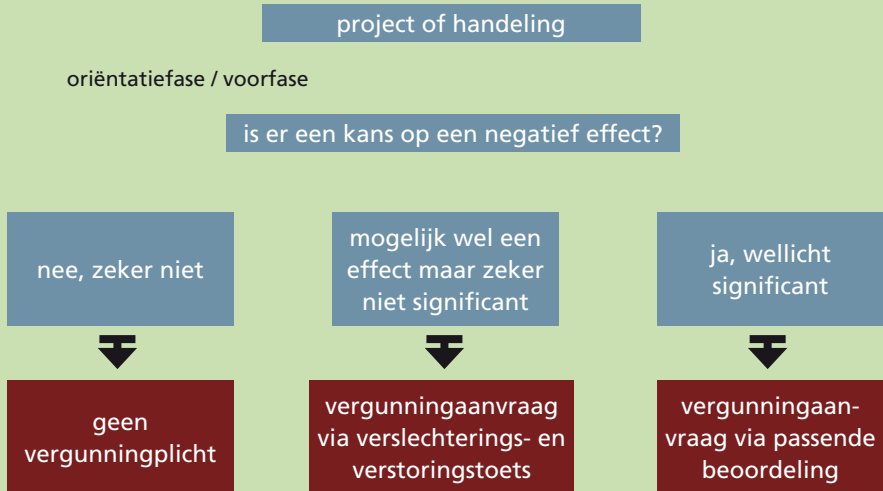 project of handeling
oriëntatiefase / voorfase
is er een kans op een negatief effect?
nee, zeker niet
mogelijk wel een
effect maar zeker
niet significant
ja, wellicht
significant
geen
vergunningplicht
vergunningaanvraag
via verslechterings- en
verstoringstoets
vergunningaan-
vraag via passende
beoordeling